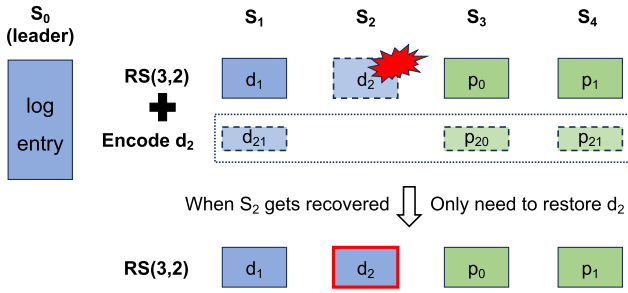 S0 (leader) S1 S2 S3 S4
log entry
RS(3,2) d1 d2 p0 p1
Encode d2 d21 p20 p21
When S2 gets recovered Only need to restore d2
RS(3,2) d1 d2 p0 p1